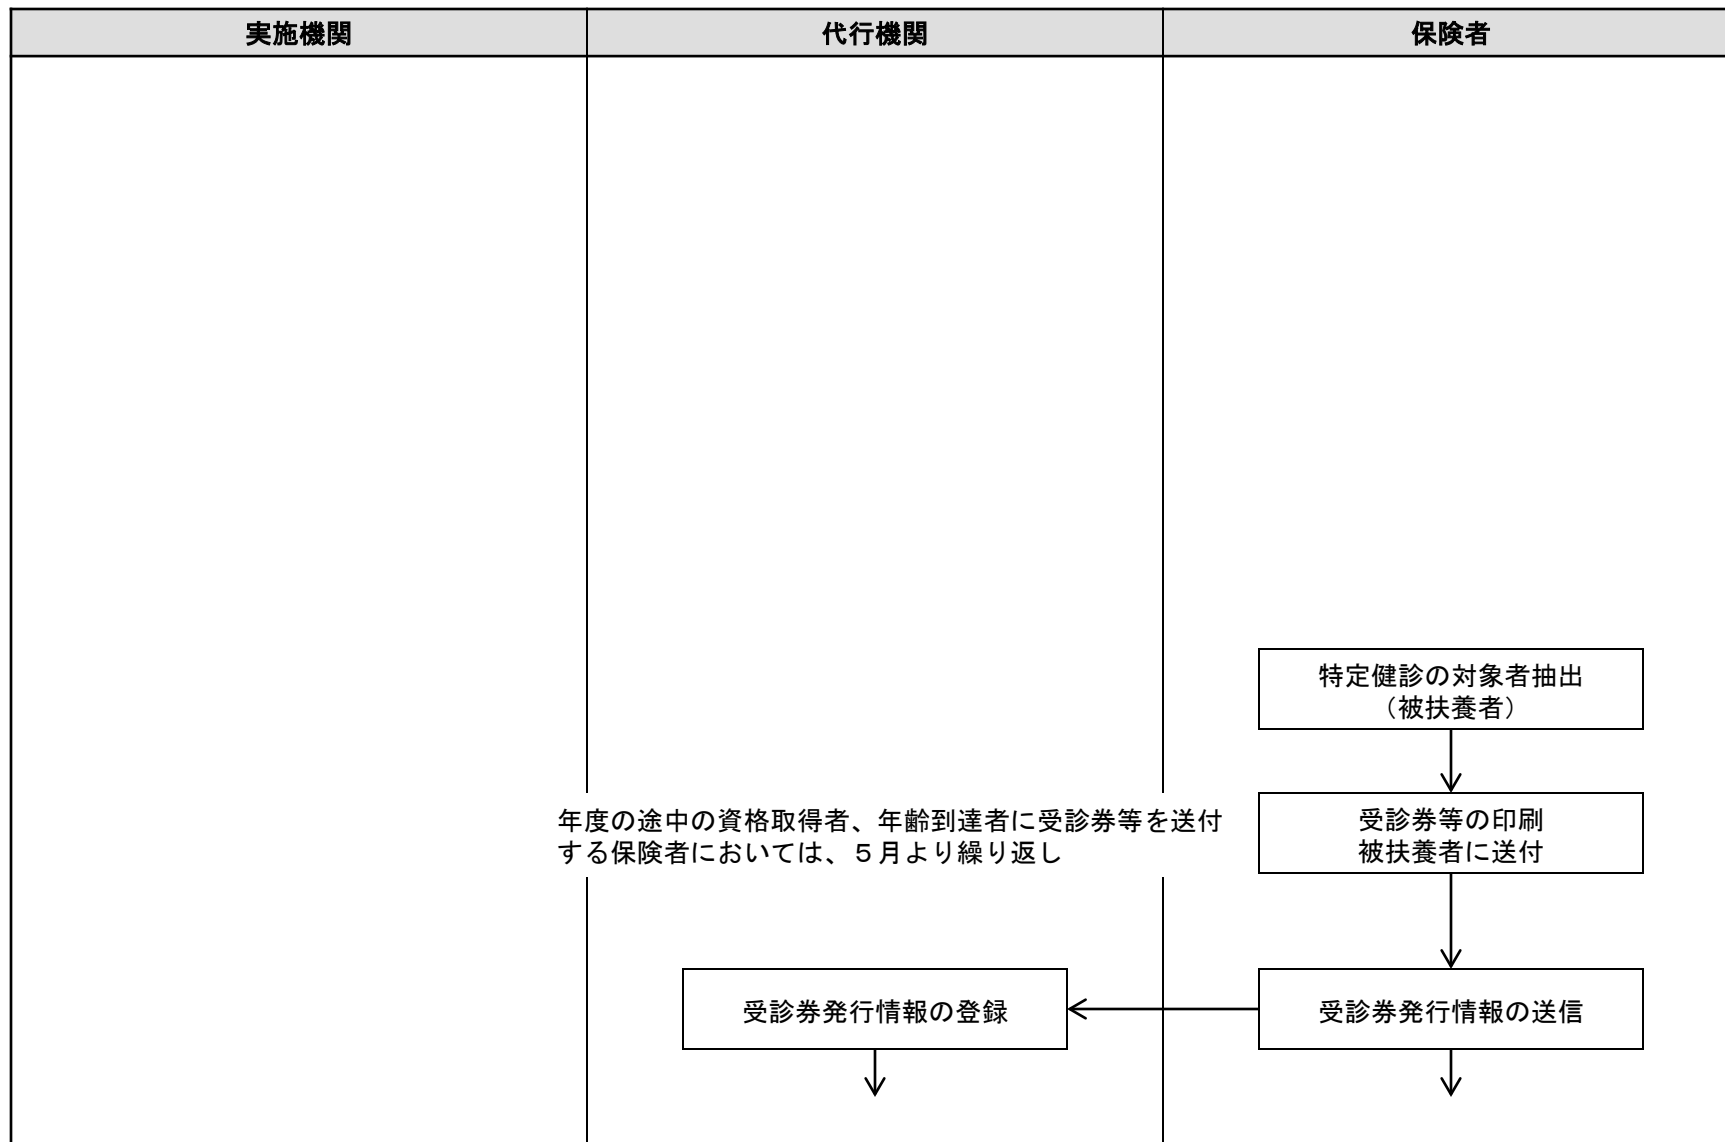 実施機関
代行機関
保険者
特定健診の対象者抽出
（被扶養者）
年度の途中の資格取得者、年齢到達者に受診券等を送付
する保険者においては、５月より繰り返し
受診券等の印刷
被扶養者に送付
受診券発行情報の登録
受診券発行情報の送信